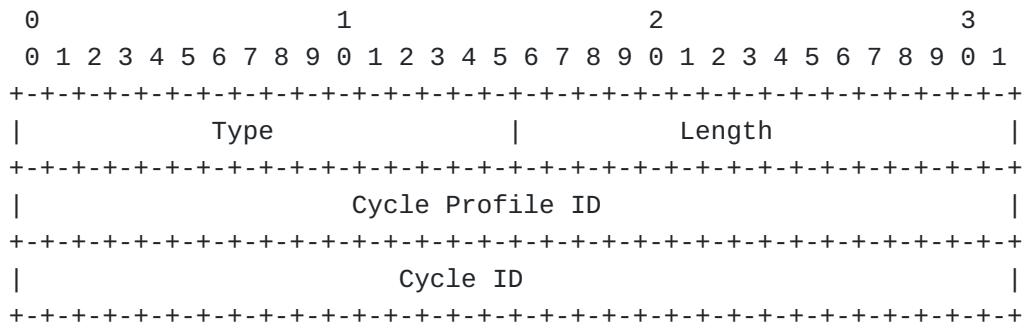 0                   1                   2                   3
 0 1 2 3 4 5 6 7 8 9 0 1 2 3 4 5 6 7 8 9 0 1 2 3 4 5 6 7 8 9 0 1
+-+-+-+-+-+-+-+-+-+-+-+-+-+-+-+-+-+-+-+-+-+-+-+-+-+-+-+-+-+-+-+-+
|            Type               |          Length               |
+-+-+-+-+-+-+-+-+-+-+-+-+-+-+-+-+-+-+-+-+-+-+-+-+-+-+-+-+-+-+-+-+
|                     Cycle Profile ID                          |
+-+-+-+-+-+-+-+-+-+-+-+-+-+-+-+-+-+-+-+-+-+-+-+-+-+-+-+-+-+-+-+-+
|                        Cycle ID                               |
+-+-+-+-+-+-+-+-+-+-+-+-+-+-+-+-+-+-+-+-+-+-+-+-+-+-+-+-+-+-+-+-+